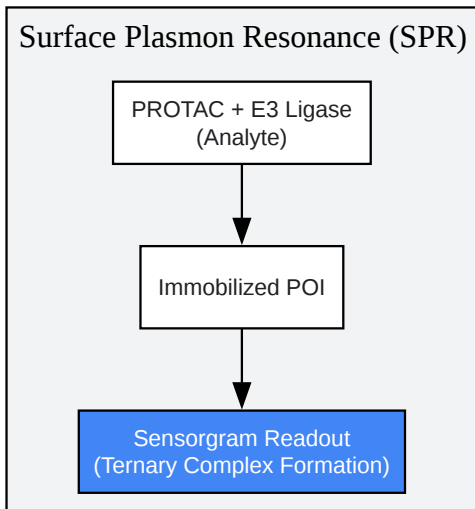 Surface Plasmon Resonance (SPR)
PROTAC + E3 Ligase
(Analyte)
Immobilized POI
Sensorgram Readout
(Ternary Complex Formation)